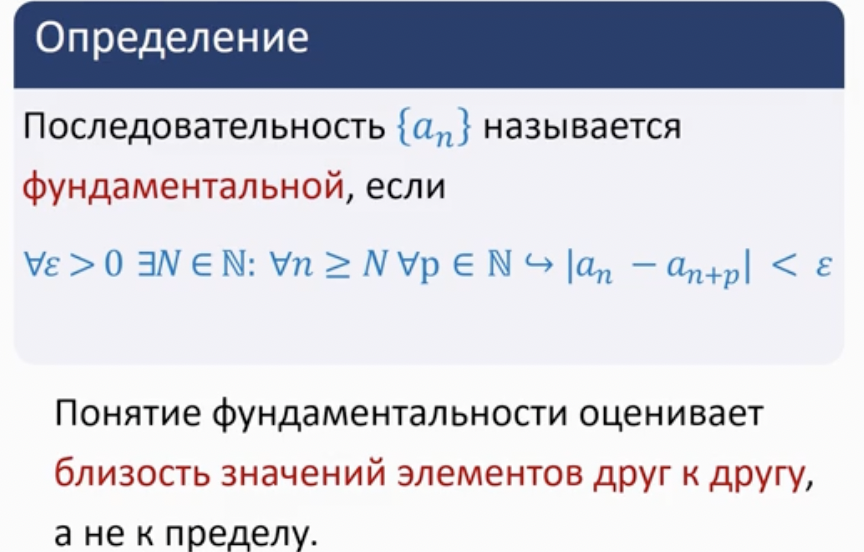 Определение
Последовательность {aₙ} называется
фундаментальной, если
∀ε > 0 ∃N ∈ ℕ: ∀n ≥ N ∀p ∈ ℕ ↪ |aₙ − aₙ₊ₚ| < ε
Понятие фундаментальности оценивает
близость значений элементов друг к другу,
а не к пределу.